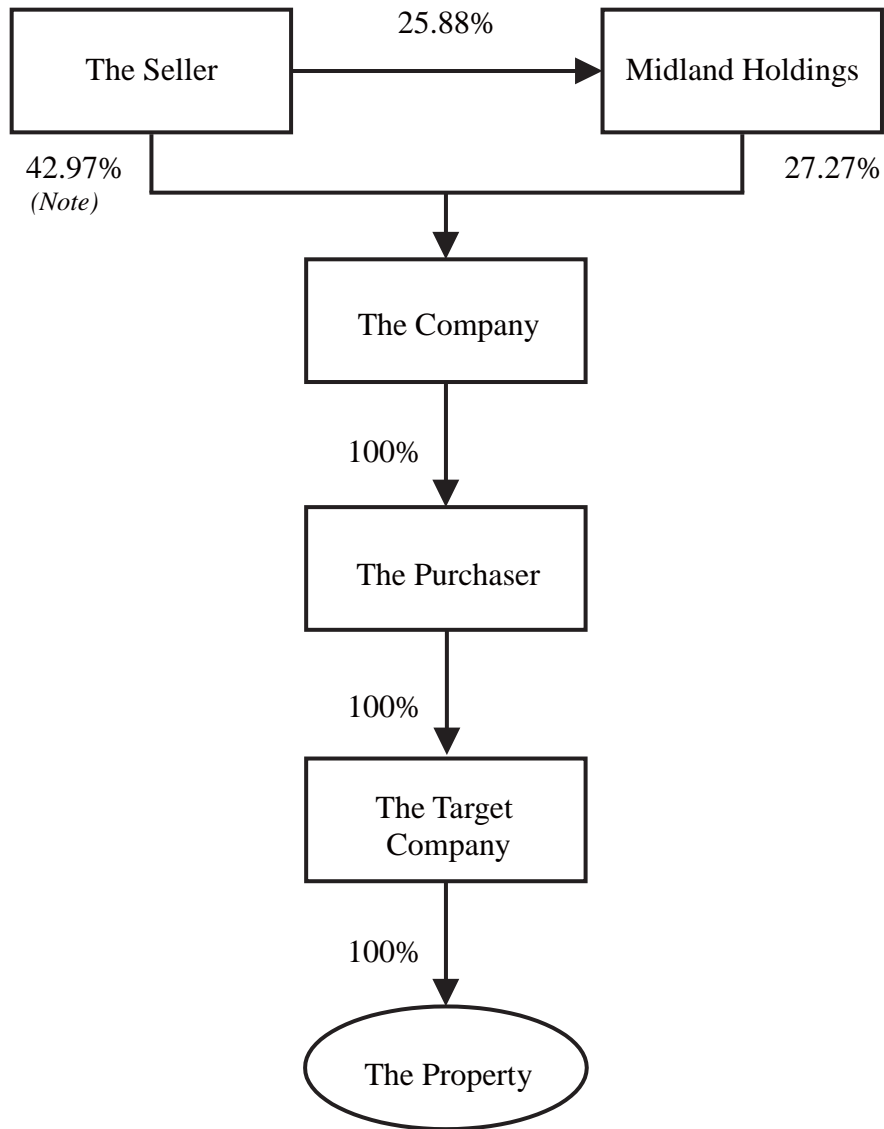 25.88%
The Seller
Midland Holdings
42.97%
(Note)
27.27%
The Company
100%
The Purchaser
100%
The Target
Company
100%
The Property